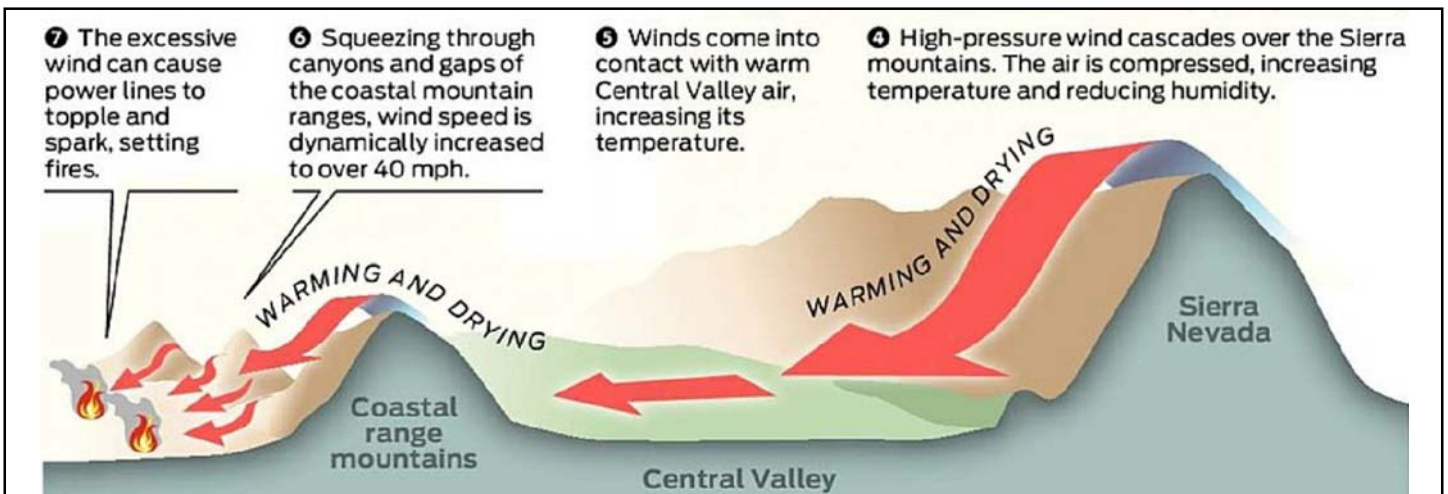 ❼ The excessive
wind can cause
power lines to
topple and
spark, setting
fires.
❻ Squeezing through
canyons and gaps of
the coastal mountain
ranges, wind speed is
dynamically increased
to over 40 mph.
❺ Winds come into
contact with warm
Central Valley air,
increasing its
temperature.
❹ High-pressure wind cascades over the Sierra
mountains. The air is compressed, increasing
temperature and reducing humidity.
WARMING AND DRYING
WARMING AND DRYING
Sierra
Nevada
Coastal
range
mountains
Central Valley